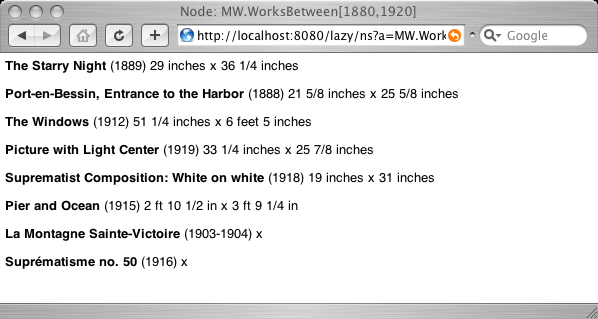 Node: MW.WorksBetween[1880,1920]
http://localhost:8080/lazy/ns?a=MW.Work
Google
The Starry Night (1889) 29 inches x 36 1/4 inches
Port-en-Bessin, Entrance to the Harbor (1888) 21 5/8 inches x 25 5/8 inches
The Windows (1912) 51 1/4 inches x 6 feet 5 inches
Picture with Light Center (1919) 33 1/4 inches x 25 7/8 inches
Suprematist Composition: White on white (1918) 19 inches x 31 inches
Pier and Ocean (1915) 2 ft 10 1/2 in x 3 ft 9 1/4 in
La Montagne Sainte-Victoire (1903-1904) x
Suprématisme no. 50 (1916) x